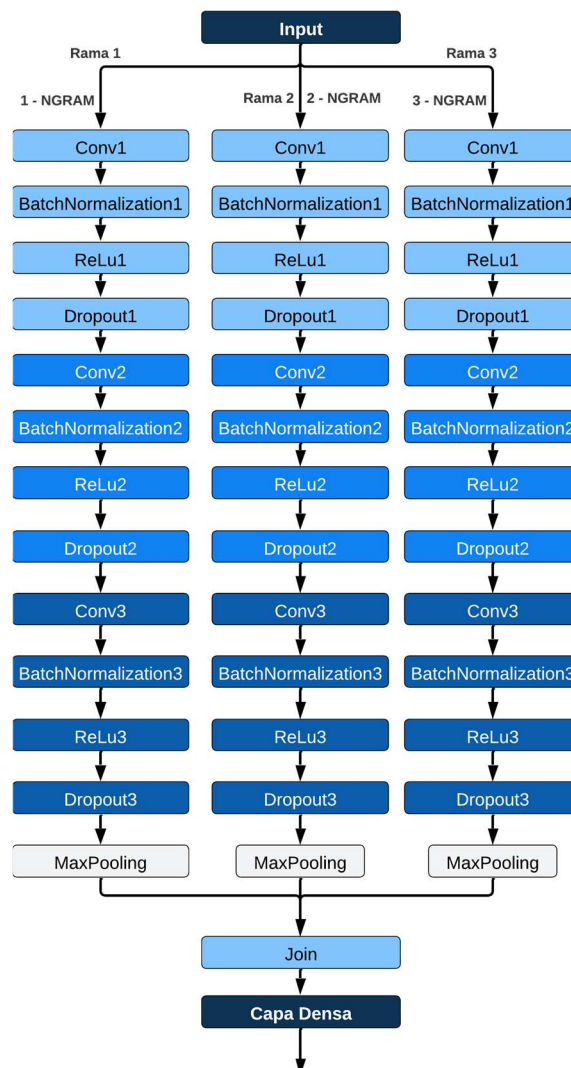 Input
Rama 1
Rama 3
1 - NGRAM
Rama 2
2 - NGRAM
3 - NGRAM
Conv1
Conv1
Conv1
BatchNormalization1
BatchNormalization1
BatchNormalization1
ReLu1
ReLu1
ReLu1
Dropout1
Dropout1
Dropout1
Conv2
Conv2
Conv2
BatchNormalization2
BatchNormalization2
BatchNormalization2
ReLu2
ReLu2
ReLu2
Dropout2
Dropout2
Dropout2
Conv3
Conv3
Conv3
BatchNormalization3
BatchNormalization3
BatchNormalization3
ReLu3
ReLu3
ReLu3
Dropout3
Dropout3
Dropout3
MaxPooling
MaxPooling
MaxPooling
Join
Capa Densa